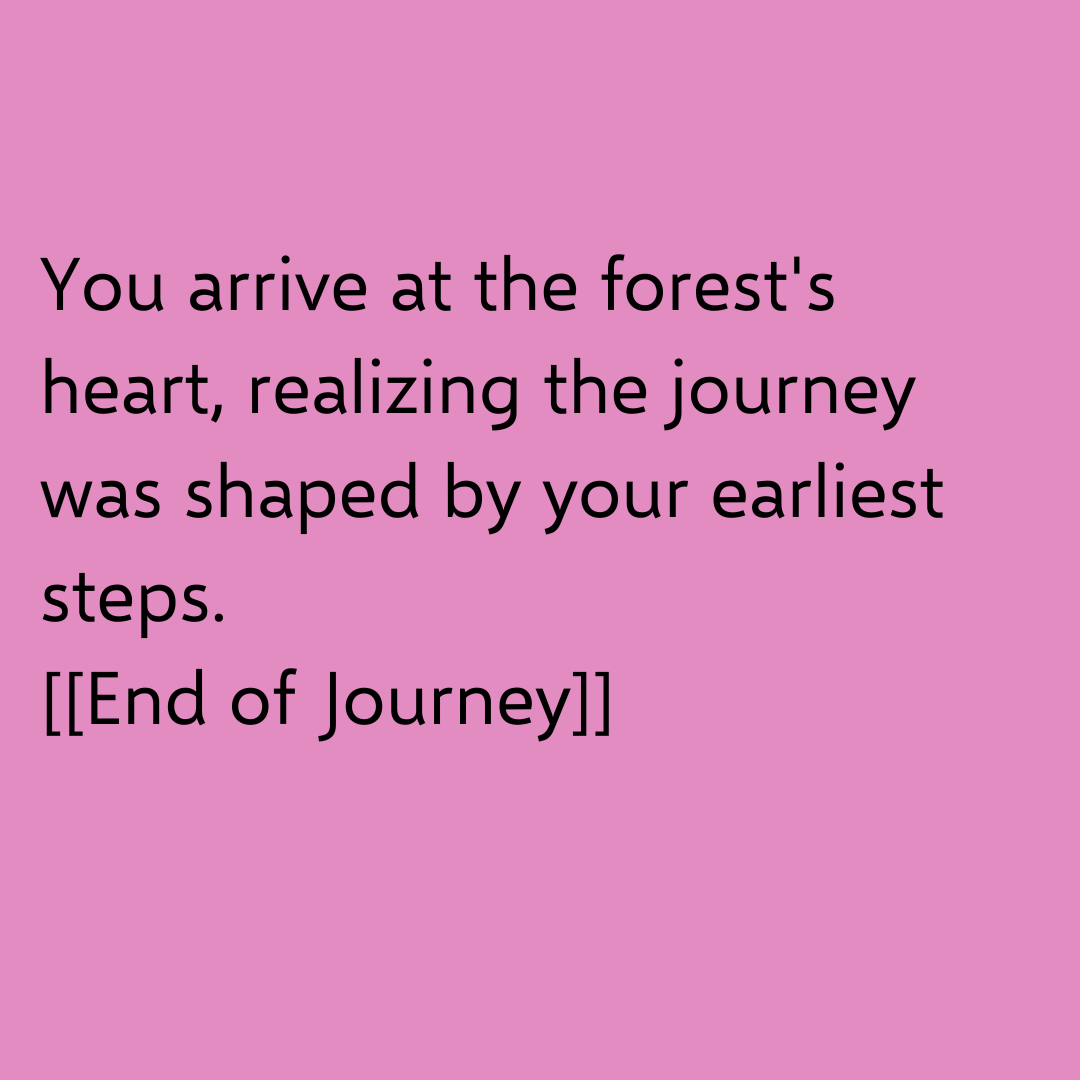 You arrive at the forest's
heart, realizing the journey
was shaped by your earliest
steps.
[[End of Journey]]